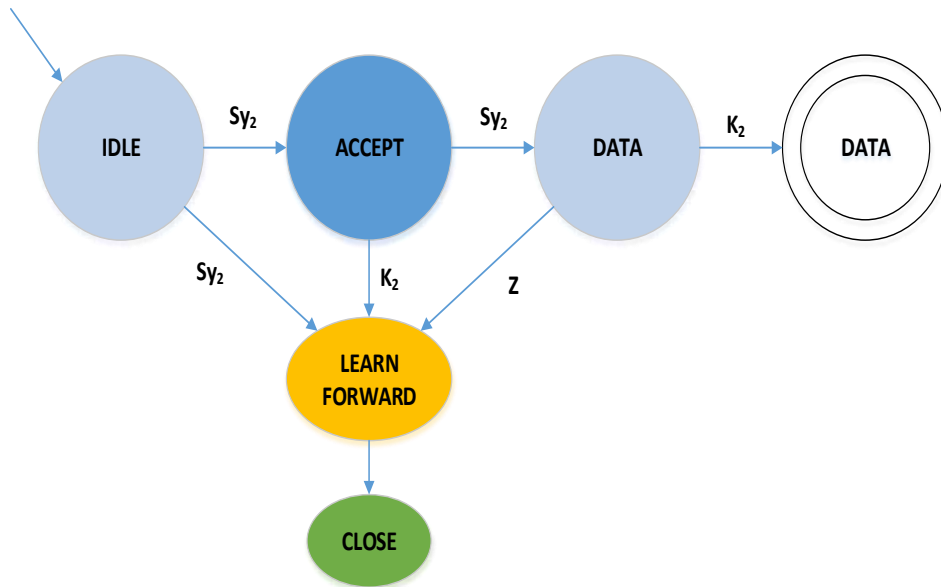 Sy₂
Sy₂
K₂
IDLE
ACCEPT
DATA
DATA
Sy₂
K₂
Z
LEARN
FORWARD
CLOSE